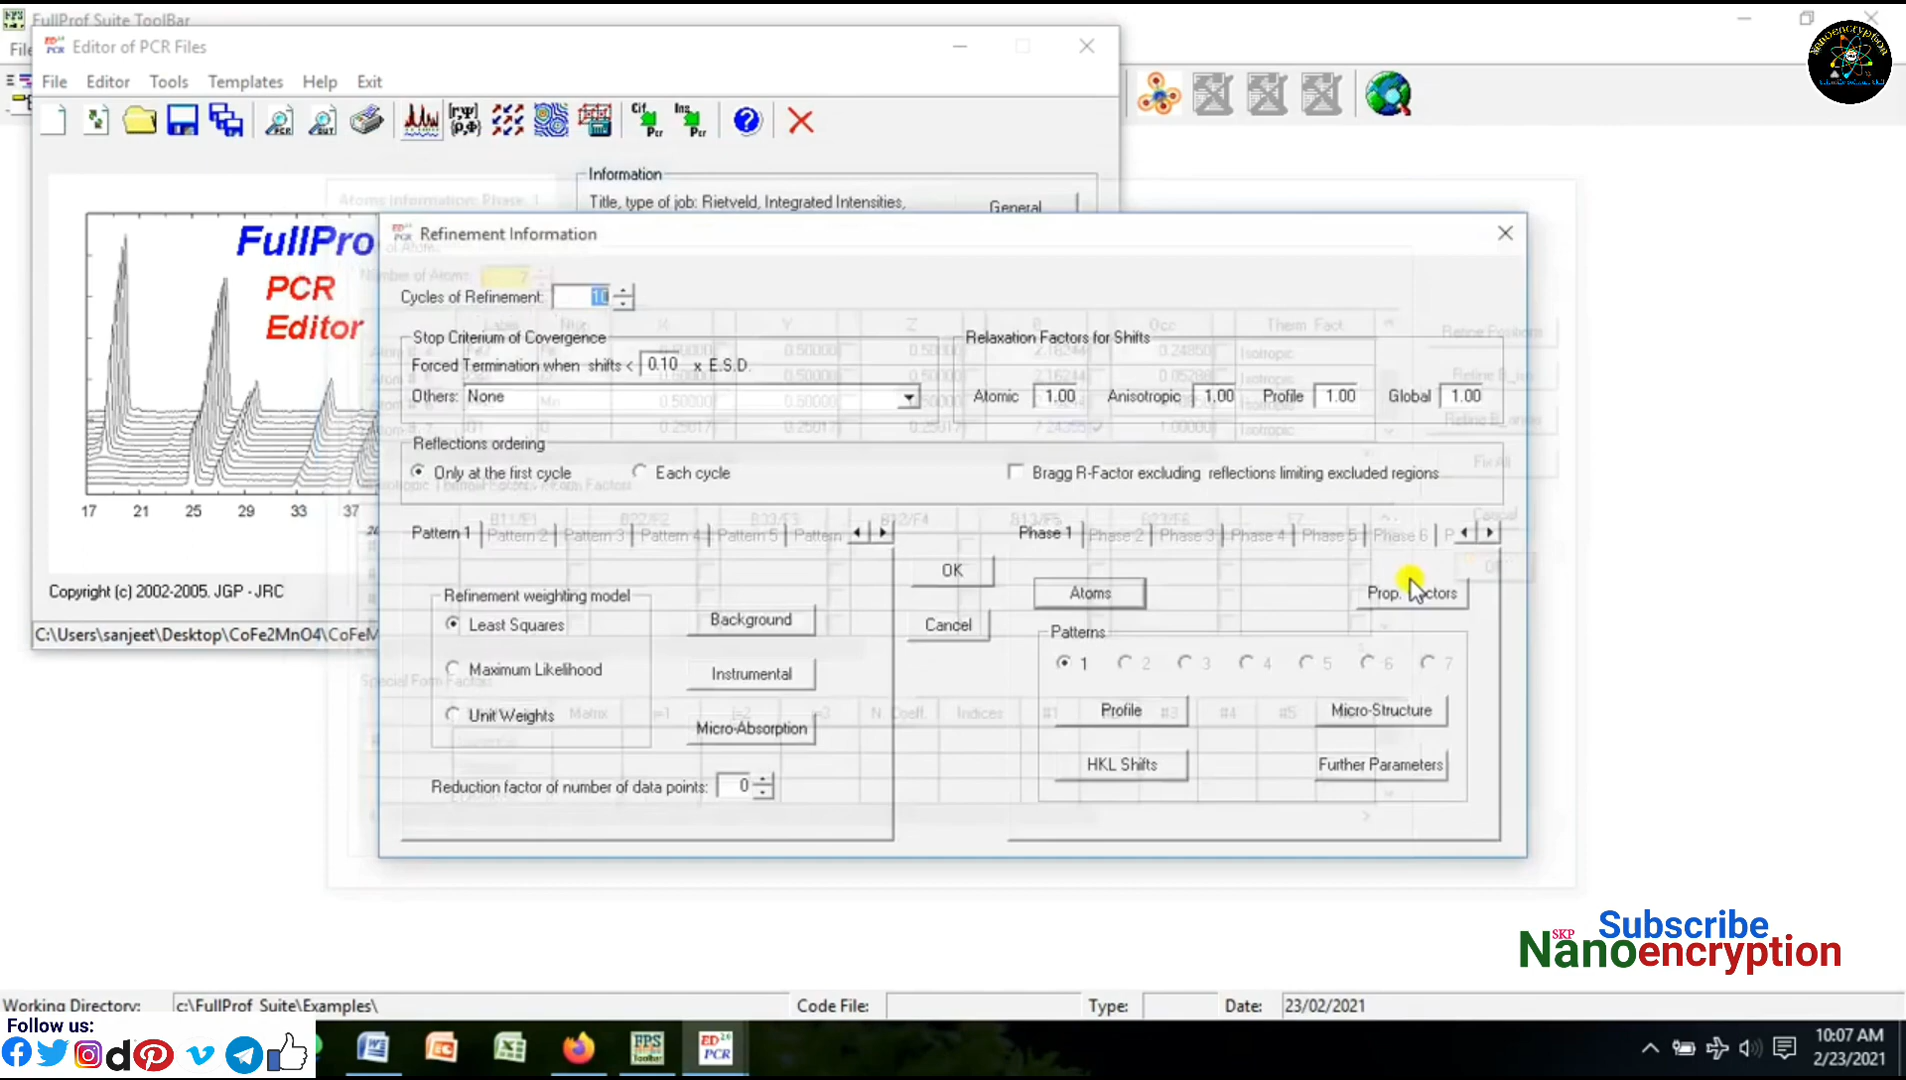 FullProf Suite ToolBar
Editor of PCR Files
File Editor Tools Templates Help Exit
Information
Title, type of job: Rietveld, Integrated Intensities,
General
FullPro
PCR
Editor
17 21 25 29 33 37
Copyright (c) 2002-2005. JGP - JRC
C:\Users\sanjeet\Desktop\CoFe2MnO4\CoFeM
Refinement Information
Cycles of Refinement: 10
Stop Criterium of Covergence
Forced Termination when shifts < 0.10 x E.S.D.
Others: None
Relaxation Factors for Shifts
Atomic 1.00 Anisotropic 1.00 Profile 1.00 Global 1.00
Reflections ordering
Only at the first cycle Each cycle
Bragg R-Factor excluding reflections limiting excluded regions
Pattern 1 Pattern 2 Pattern 3 Pattern 4 Pattern 5 Pattern
Phase 1 Phase 2 Phase 3 Phase 4 Phase 5 Phase 6 P
OK
Cancel
Refinement weighting model
Least Squares
Maximum Likelihood
Unit Weights
Background
Instrumental
Micro-Absorption
Reduction factor of number of data points: 0
Atoms
Patterns
1 2 3 4 5 6 7
Profile
Micro-Structure
HKL Shifts
Further Parameters
Subscribe
SKP
Nanoencryption
Working Directory: c:\FullProf_Suite\Examples\ Code File: Type: Date: 23/02/2021
Follow us:
10:07 AM
2/23/2021